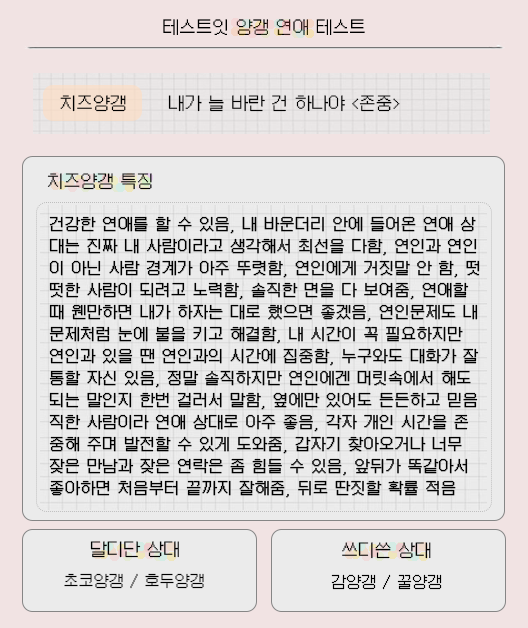 테스트잇 양갱 연애 테스트
치즈양갱 내가 늘 바란 건 하나야 <존중>
치즈양갱 특징
건강한 연애를 할 수 있음, 내 바운더리 안에 들어온 연애 상
대는 진짜 내 사람이라고 생각해서 최선을 다함, 연인과 연인
이 아닌 사람 경계가 아주 뚜렷함, 연인에게 거짓말 안 함, 떳
떳한 사람이 되려고 노력함, 솔직한 면을 다 보여줌, 연애할
때 웬만하면 내가 하자는 대로 했으면 좋겠음, 연인문제도 내
문제처럼 눈에 불을 키고 해결함, 내 시간이 꼭 필요하지만
연인과 있을 땐 연인과의 시간에 집중함, 누구와도 대화가 잘
통할 자신 있음, 정말 솔직하지만 연인에겐 머릿속에서 해도
되는 말인지 한번 걸러서 말함, 옆에만 있어도 든든하고 믿음
직한 사람이라 연애 상대로 아주 좋음, 각자 개인 시간을 존
중해 주며 발전할 수 있게 도와줌, 갑자기 찾아오거나 너무
잦은 만남과 잦은 연락은 좀 힘들 수 있음, 앞뒤가 똑같아서
좋아하면 처음부터 끝까지 잘해줌, 뒤로 딴짓할 확률 적음
달디단 상대
초코양갱 / 호두양갱
쓰디쓴 상대
감양갱 / 꿀양갱